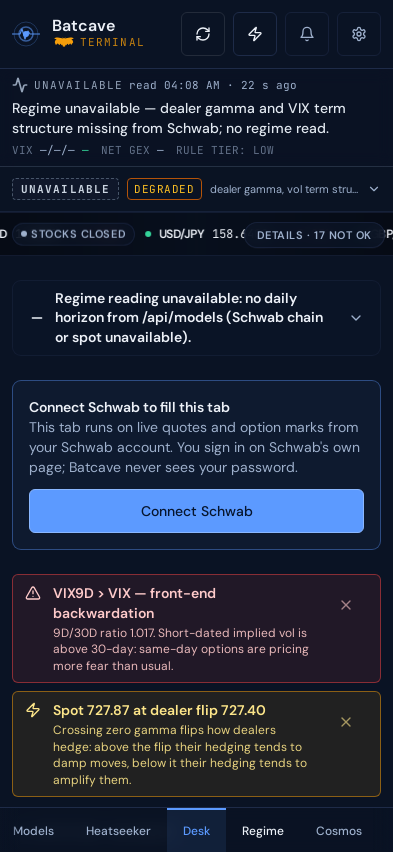 Batcave
TERMINAL
UNAVAILABLE read 04:08 AM · 22 s ago
Regime unavailable — dealer gamma and VIX term
structure missing from Schwab; no regime read.
VIX —/—/— — NET GEX — RULE TIER: LOW
UNAVAILABLE DEGRADED dealer gamma, vol term stru…
D STOCKS CLOSED USD/JPY 158.6 DETAILS · 17 NOT OK
Regime reading unavailable: no daily
horizon from /api/models (Schwab chain
or spot unavailable).
Connect Schwab to fill this tab
This tab runs on live quotes and option marks from
your Schwab account. You sign in on Schwab's own
page; Batcave never sees your password.
Connect Schwab
VIX9D > VIX — front-end
backwardation
9D/30D ratio 1.017. Short-dated implied vol is
above 30-day: same-day options are pricing
more fear than usual.
Spot 727.87 at dealer flip 727.40
Crossing zero gamma flips how dealers
hedge: above the flip their hedging tends to
damp moves, below it their hedging tends to
amplify them.
Models Heatseeker Desk Regime Cosmos